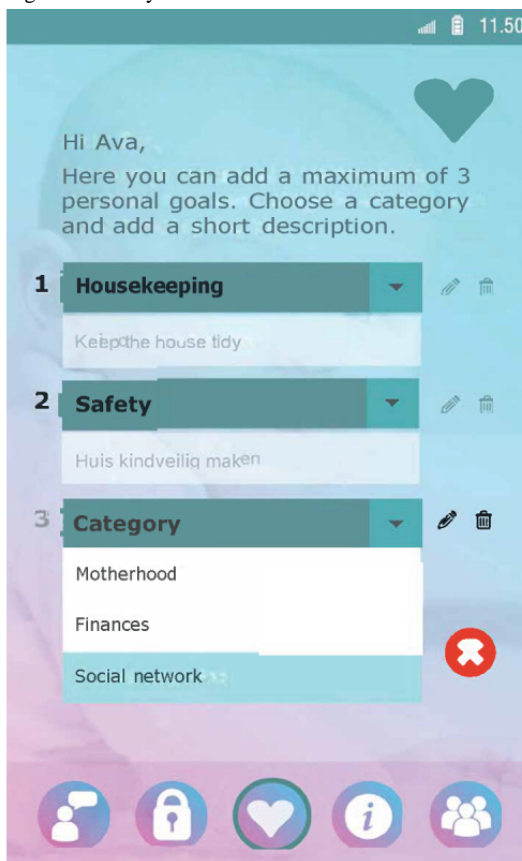 11.50
Hi Ava,
Here you can add a maximum of 3
personal goals. Choose a category
and add a short description.
1 Housekeeping
Keep the house tidy
2 Safety
Huis kindveilig maken
3 Category
Motherhood
Finances
Social network
i